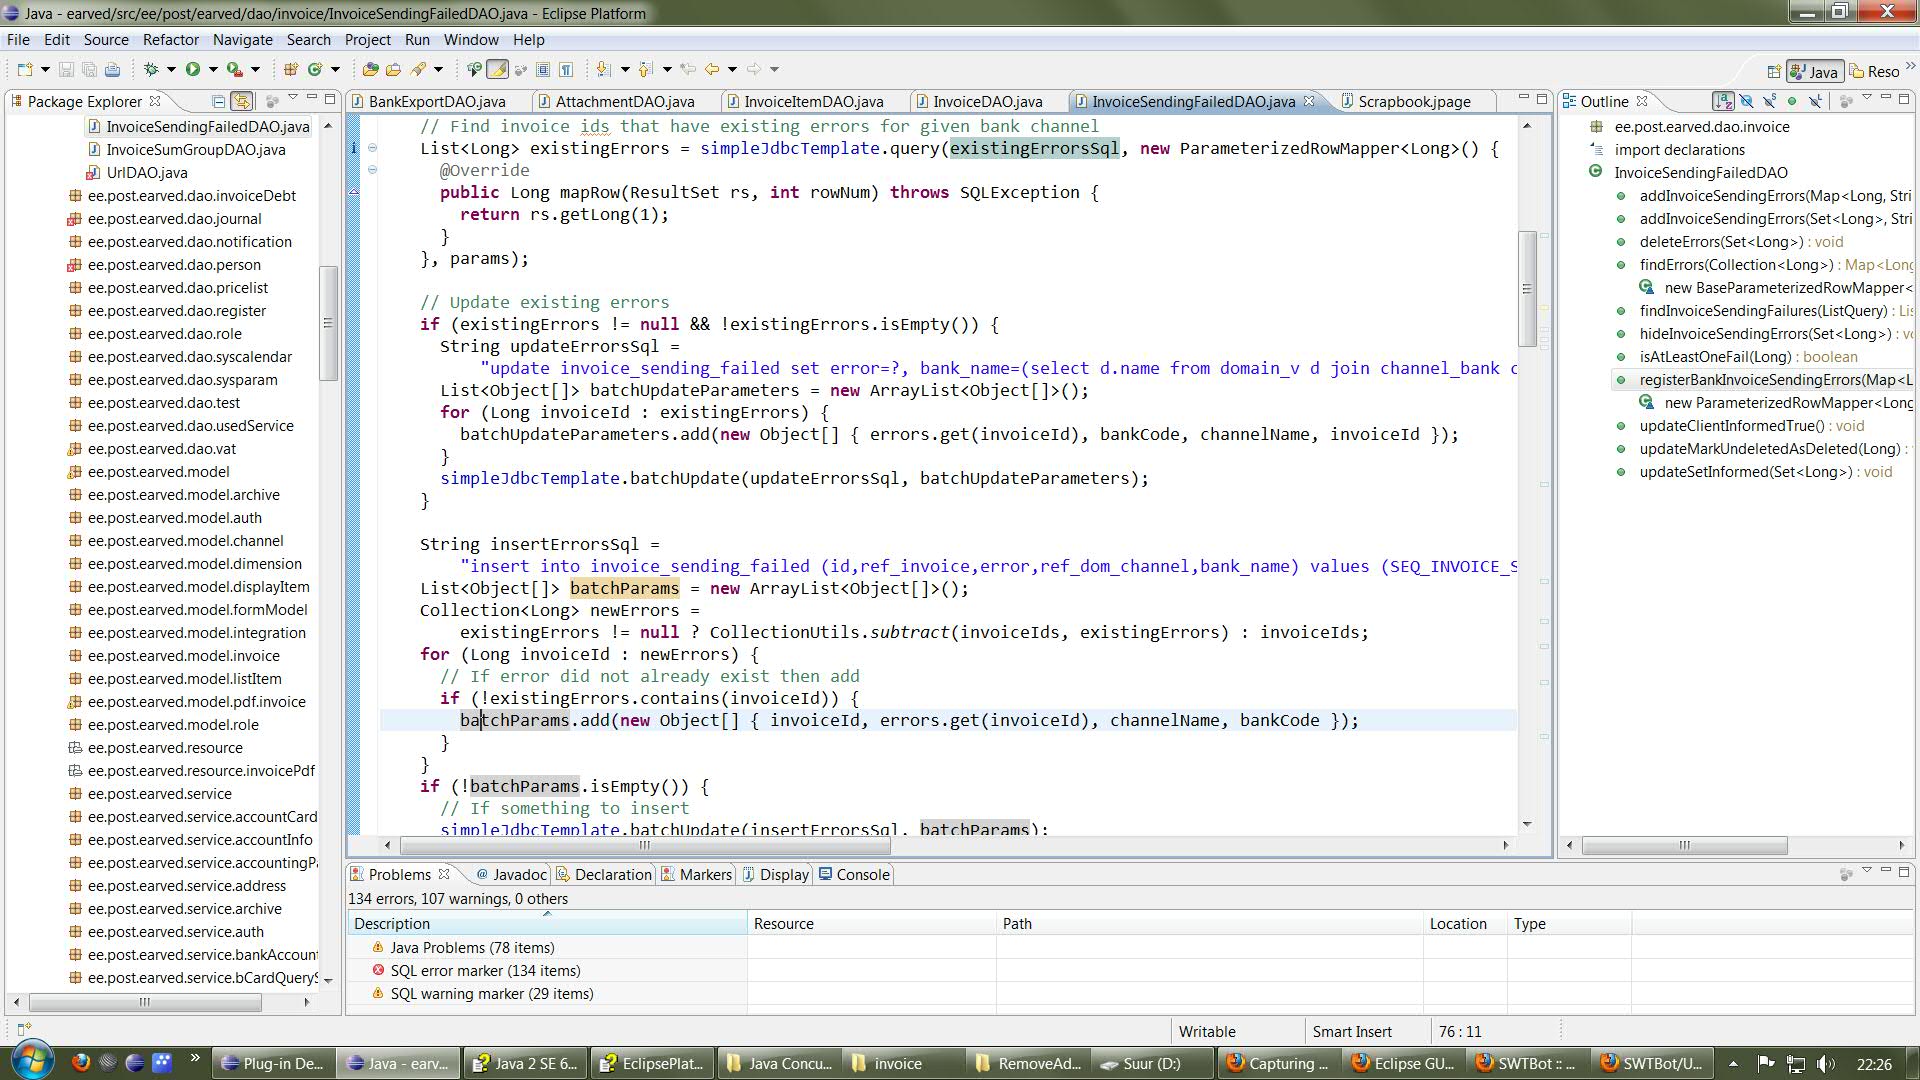 Java - earved/src/ee/post/earved/dao/invoice/InvoiceSendingFailedDAO.java - Eclipse Platform
File Edit Source Refactor Navigate Search Project Run Window Help
Java Reso »
Package Explorer
InvoiceSendingFailedDAO.java
InvoiceSumGroupDAO.java
UrlDAO.java
ee.post.earved.dao.invoiceDebt
ee.post.earved.dao.journal
ee.post.earved.dao.notification
ee.post.earved.dao.person
ee.post.earved.dao.pricelist
ee.post.earved.dao.register
ee.post.earved.dao.role
ee.post.earved.dao.syscalendar
ee.post.earved.dao.sysparam
ee.post.earved.dao.test
ee.post.earved.dao.usedService
ee.post.earved.dao.vat
ee.post.earved.model
ee.post.earved.model.archive
ee.post.earved.model.auth
ee.post.earved.model.channel
ee.post.earved.model.dimension
ee.post.earved.model.displayItem
ee.post.earved.model.formModel
ee.post.earved.model.integration
ee.post.earved.model.invoice
ee.post.earved.model.listItem
ee.post.earved.model.pdf.invoice
ee.post.earved.model.role
ee.post.earved.resource
ee.post.earved.resource.invoicePdf
ee.post.earved.service
ee.post.earved.service.accountCard
ee.post.earved.service.accountInfo
ee.post.earved.service.accountingPa
ee.post.earved.service.address
ee.post.earved.service.archive
ee.post.earved.service.auth
ee.post.earved.service.bankAccount
ee.post.earved.service.bCardQueryS
BankExportDAO.java AttachmentDAO.java InvoiceItemDAO.java InvoiceDAO.java InvoiceSendingFailedDAO.java Scrapbook.jpage
// Find invoice ids that have existing errors for given bank channel
List<Long> existingErrors = simpleJdbcTemplate.query(existingErrorsSql, new ParameterizedRowMapper<Long>() {
@Override
public Long mapRow(ResultSet rs, int rowNum) throws SQLException {
return rs.getLong(1);
}
}, params);
// Update existing errors
if (existingErrors != null && !existingErrors.isEmpty()) {
String updateErrorsSql =
"update invoice_sending_failed set error=?, bank_name=(select d.name from domain_v d join channel_bank c
List<Object[]> batchUpdateParameters = new ArrayList<Object[]>();
for (Long invoiceId : existingErrors) {
batchUpdateParameters.add(new Object[] { errors.get(invoiceId), bankCode, channelName, invoiceId });
}
simpleJdbcTemplate.batchUpdate(updateErrorsSql, batchUpdateParameters);
}
String insertErrorsSql =
"insert into invoice_sending_failed (id,ref_invoice,error,ref_dom_channel,bank_name) values (SEQ_INVOICE_S
List<Object[]> batchParams = new ArrayList<Object[]>();
Collection<Long> newErrors =
existingErrors != null ? CollectionUtils.subtract(invoiceIds, existingErrors) : invoiceIds;
for (Long invoiceId : newErrors) {
// If error did not already exist then add
if (!existingErrors.contains(invoiceId)) {
batchParams.add(new Object[] { invoiceId, errors.get(invoiceId), channelName, bankCode });
}
}
if (!batchParams.isEmpty()) {
// If something to insert
simpleJdbcTemplate.batchUpdate(insertErrorsSql, batchParams);
Outline
ee.post.earved.dao.invoice
import declarations
InvoiceSendingFailedDAO
addInvoiceSendingErrors(Map<Long, Stri
addInvoiceSendingErrors(Set<Long>, Stri
deleteErrors(Set<Long>) : void
findErrors(Collection<Long>) : Map<Long
new BaseParameterizedRowMapper<
findInvoiceSendingFailures(ListQuery) : Lis
hideInvoiceSendingErrors(Set<Long>) : vo
isAtLeastOneFail(Long) : boolean
registerBankInvoiceSendingErrors(Map<L
new ParameterizedRowMapper<Long
updateClientInformedTrue() : void
updateMarkUndeletedAsDeleted(Long) :
updateSetInformed(Set<Long>) : void
Problems @ Javadoc Declaration Markers Display Console
134 errors, 107 warnings, 0 others
Description Resource Path Location Type
Java Problems (78 items)
SQL error marker (134 items)
SQL warning marker (29 items)
Writable Smart Insert 76 : 11
» Plug-in De... Java - earv... Java 2 SE 6... EclipsePlat... Java Concu... invoice RemoveAd... Suur (D:) Capturing ... Eclipse GU... SWTBot :: ... SWTBot/U... 22:26